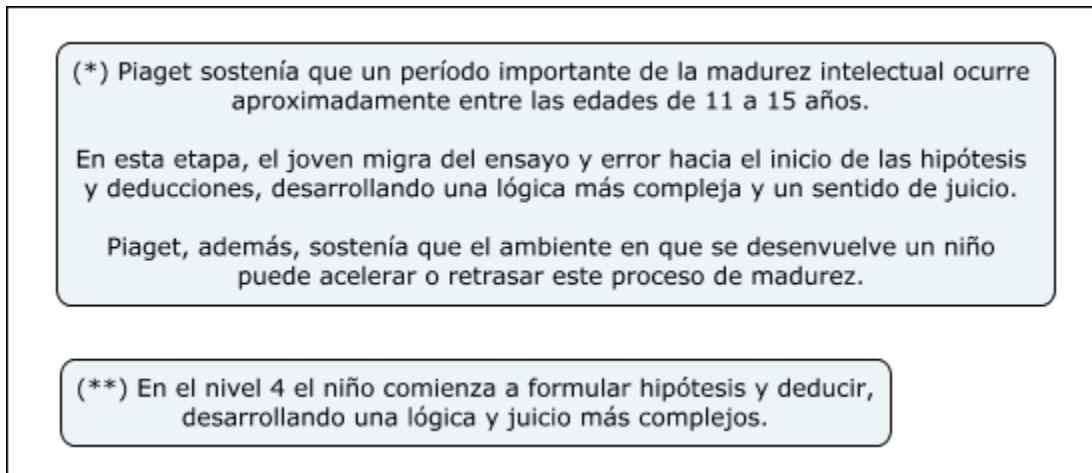 (*) Piaget sostenía que un período importante de la madurez intelectual ocurre
aproximadamente entre las edades de 11 a 15 años.
En esta etapa, el joven migra del ensayo y error hacia el inicio de las hipótesis
y deducciones, desarrollando una lógica más compleja y un sentido de juicio.
Piaget, además, sostenía que el ambiente en que se desenvuelve un niño
puede acelerar o retrasar este proceso de madurez.
(**) En el nivel 4 el niño comienza a formular hipótesis y deducir,
desarrollando una lógica y juicio más complejos.